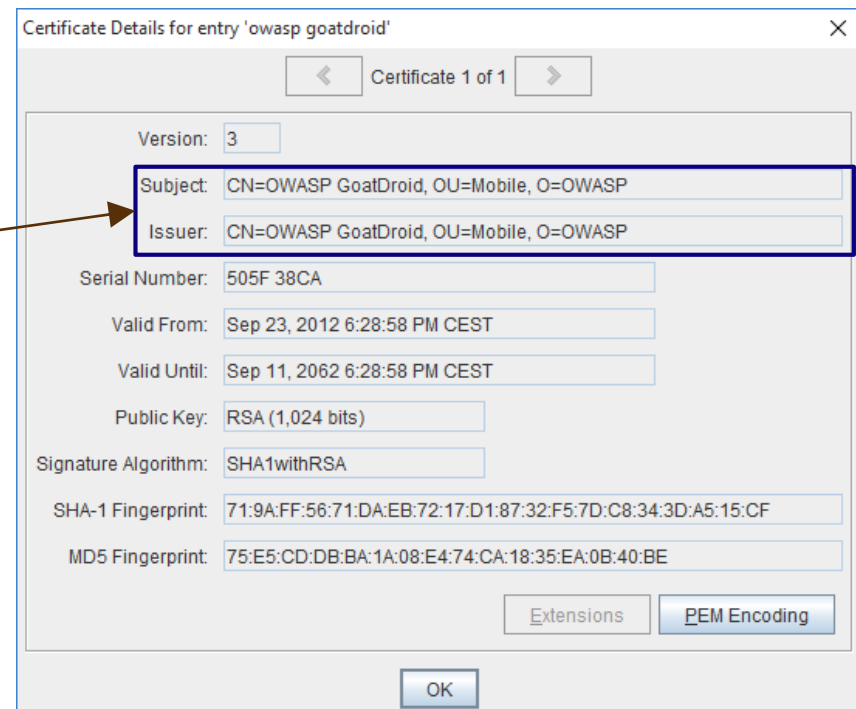 Certificate Details for entry 'owasp goatdroid'
Certificate 1 of 1
Version: 3
Subject: CN=OWASP GoatDroid, OU=Mobile, O=OWASP
Issuer: CN=OWASP GoatDroid, OU=Mobile, O=OWASP
Serial Number: 505F 38CA
Valid From: Sep 23, 2012 6:28:58 PM CEST
Valid Until: Sep 11, 2062 6:28:58 PM CEST
Public Key: RSA (1,024 bits)
Signature Algorithm: SHA1withRSA
SHA-1 Fingerprint: 71:9A:FF:56:71:DA:EB:72:17:D1:87:32:F5:7D:C8:34:3D:A5:15:CF
MD5 Fingerprint: 75:E5:CD:DB:BA:1A:08:E4:74:CA:18:35:EA:0B:40:BE
Extensions PEM Encoding
OK